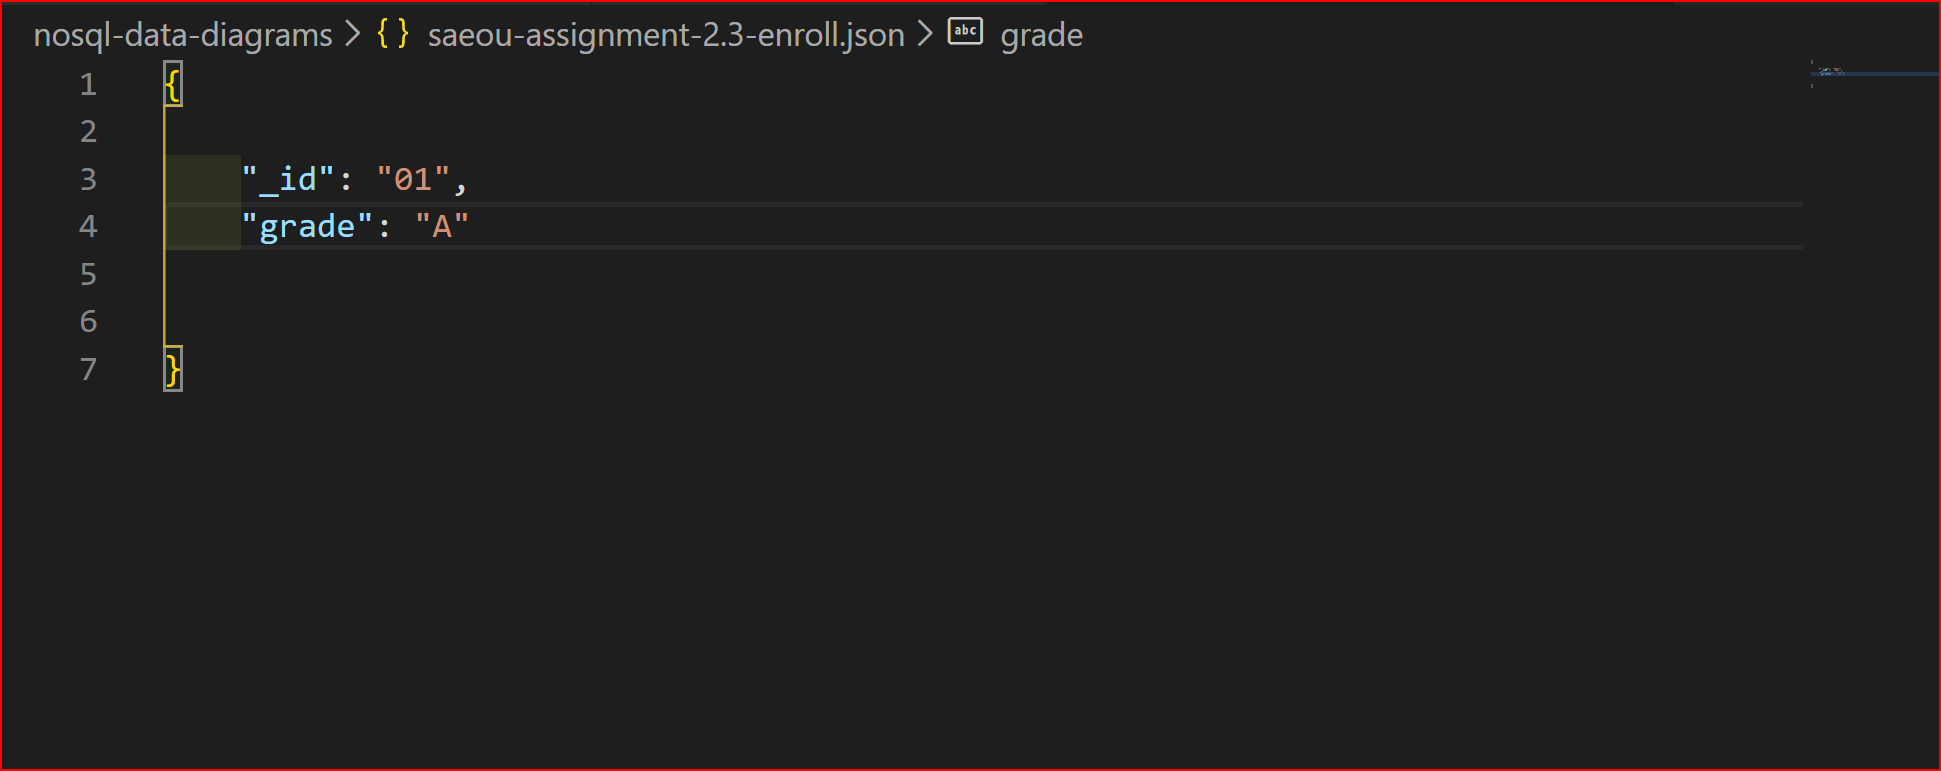 nosql-data-diagrams > {} saeou-assignment-2.3-enroll.json > abc grade
1 {
2
3 "_id": "01",
4 "grade": "A"
5
6
7 }